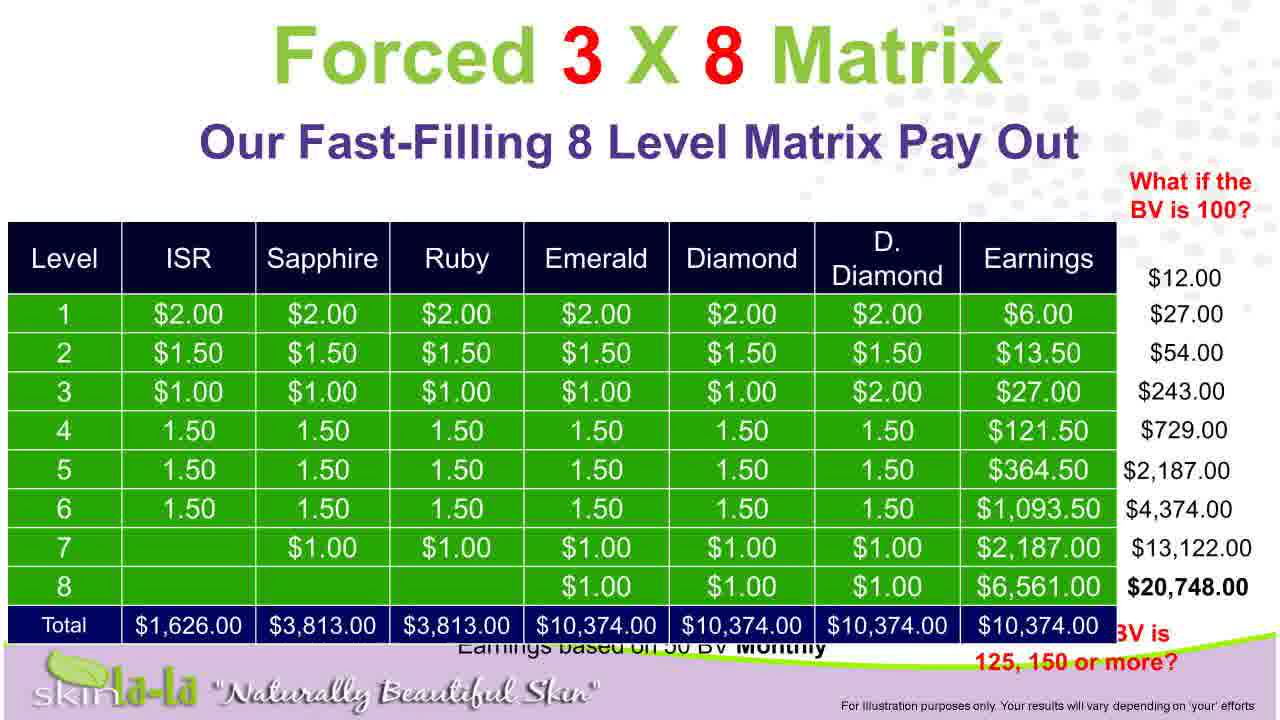 Forced 3 X 8 Matrix
Our Fast-Filling 8 Level Matrix Pay Out
What if the
BV is 100?
Level ISR Sapphire Ruby Emerald Diamond D. Diamond Earnings
$12.00
1 $2.00 $2.00 $2.00 $2.00 $2.00 $2.00 $6.00 $27.00
2 $1.50 $1.50 $1.50 $1.50 $1.50 $1.50 $13.50 $54.00
3 $1.00 $1.00 $1.00 $1.00 $1.00 $2.00 $27.00 $243.00
4 1.50 1.50 1.50 1.50 1.50 1.50 $121.50 $729.00
5 1.50 1.50 1.50 1.50 1.50 1.50 $364.50 $2,187.00
6 1.50 1.50 1.50 1.50 1.50 1.50 $1,093.50 $4,374.00
7 $1.00 $1.00 $1.00 $1.00 $1.00 $2,187.00 $13,122.00
8 $1.00 $1.00 $1.00 $6,561.00 $20,748.00
Total $1,626.00 $3,813.00 $3,813.00 $10,374.00 $10,374.00 $10,374.00 $10,374.00
BV is
125, 150 or more?
Earnings based on 50 BV Monthly
skin la-la "Naturally Beautiful Skin"
For Illustration purposes only. Your results will vary depending on 'your' efforts